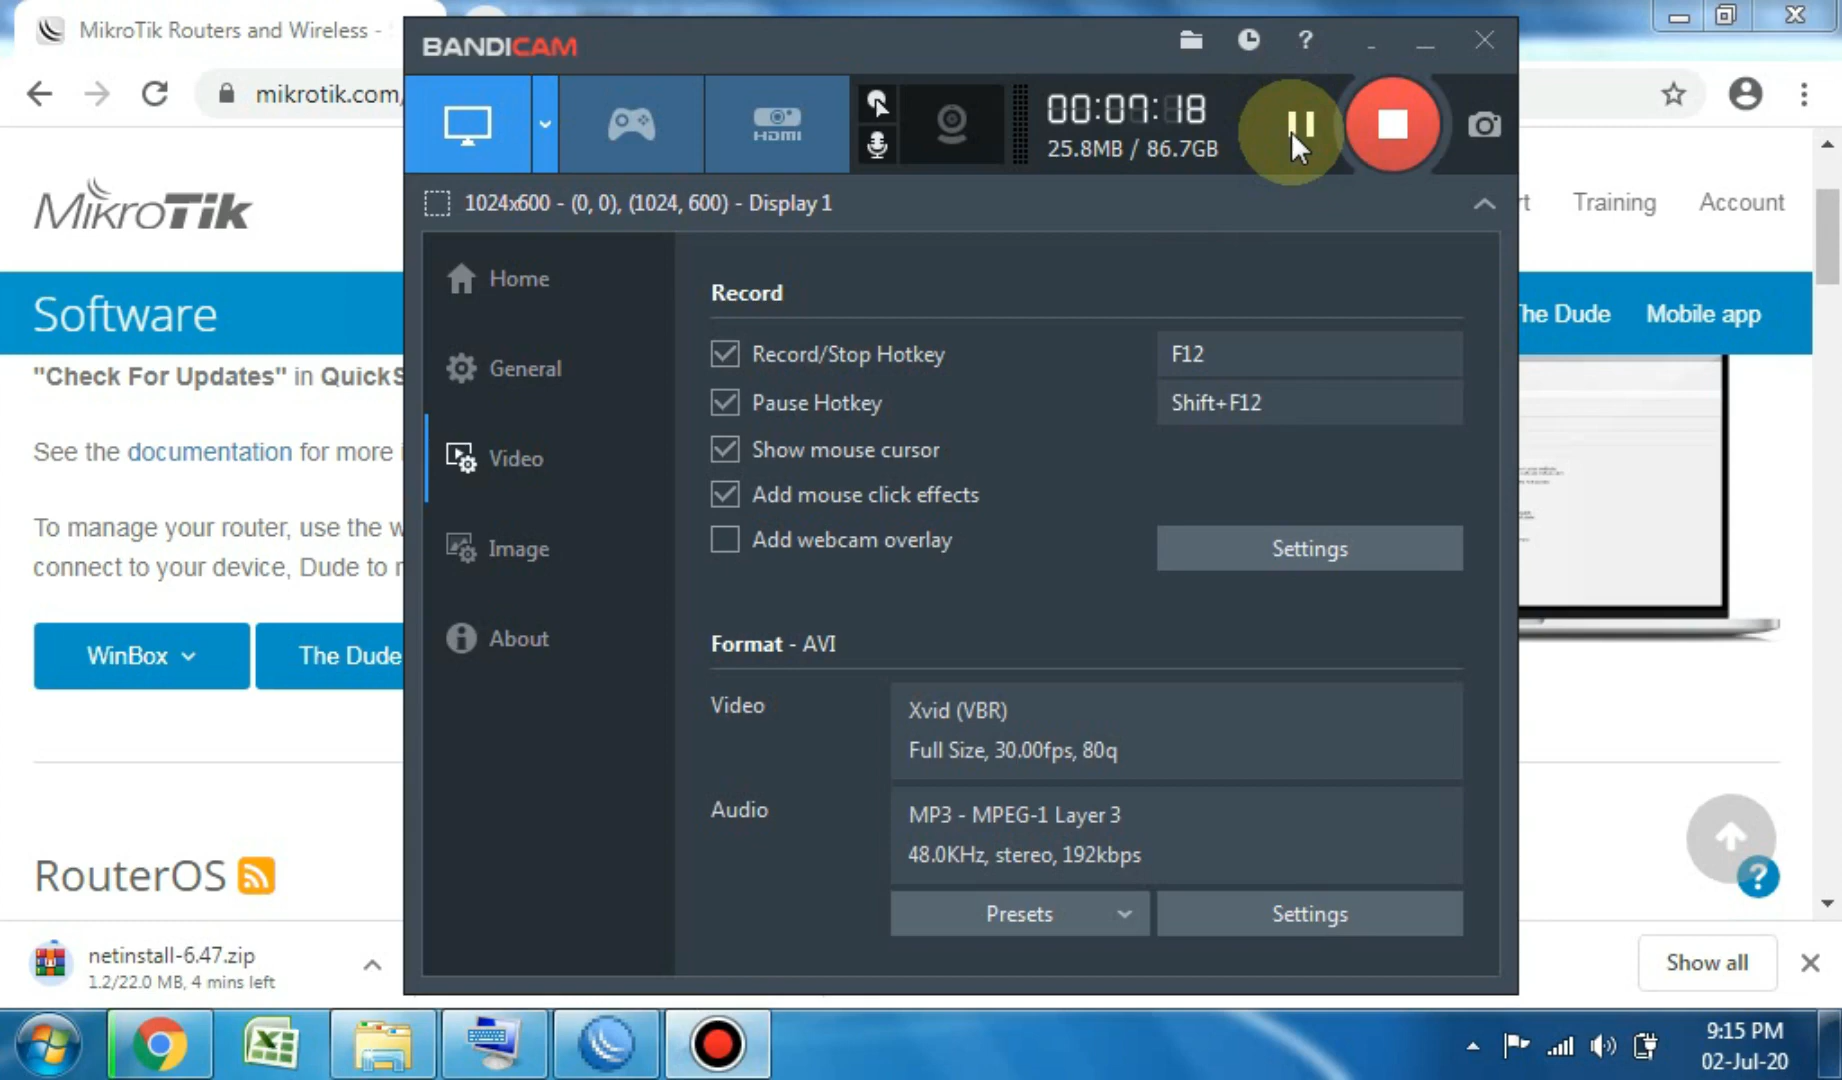 MikroTik Routers and Wireless -
mikrotik.com/
MikroTik
rt
Training
Account
Software
The Dude
Mobile app
"Check For Updates" in QuickS
See the documentation for more i
To manage your router, use the w
connect to your device, Dude to
WinBox
The Dude
RouterOS
netinstall-6.47.zip
1.2/22.0 MB, 4 mins left
Show all
BANDICAM
HDMI
00:07:18
25.8MB / 86.7GB
1024x600 - (0, 0), (1024, 600) - Display 1
Home
General
Video
Image
About
Record
Record/Stop Hotkey
F12
Pause Hotkey
Shift+F12
Show mouse cursor
Add mouse click effects
Add webcam overlay
Settings
Format - AVI
Video
Xvid (VBR)
Full Size, 30.00fps, 80q
Audio
MP3 - MPEG-1 Layer 3
48.0KHz, stereo, 192kbps
Presets
Settings
9:15 PM
02-Jul-20